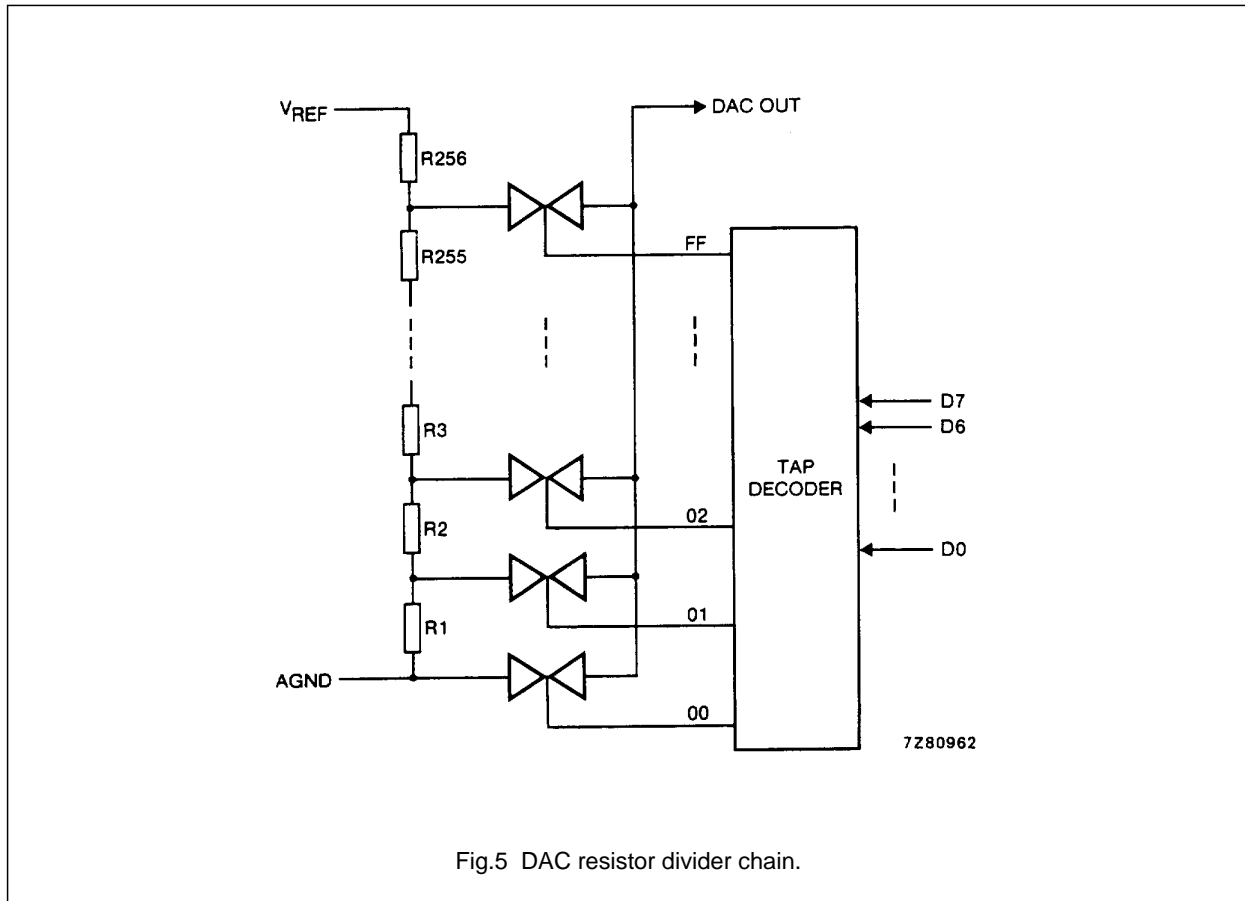 VREF
DAC OUT
R256
FF
R255
R3
D7
D6
TAP
DECODER
02
R2
D0
01
R1
AGND
00
7Z80962
Fig.5 DAC resistor divider chain.